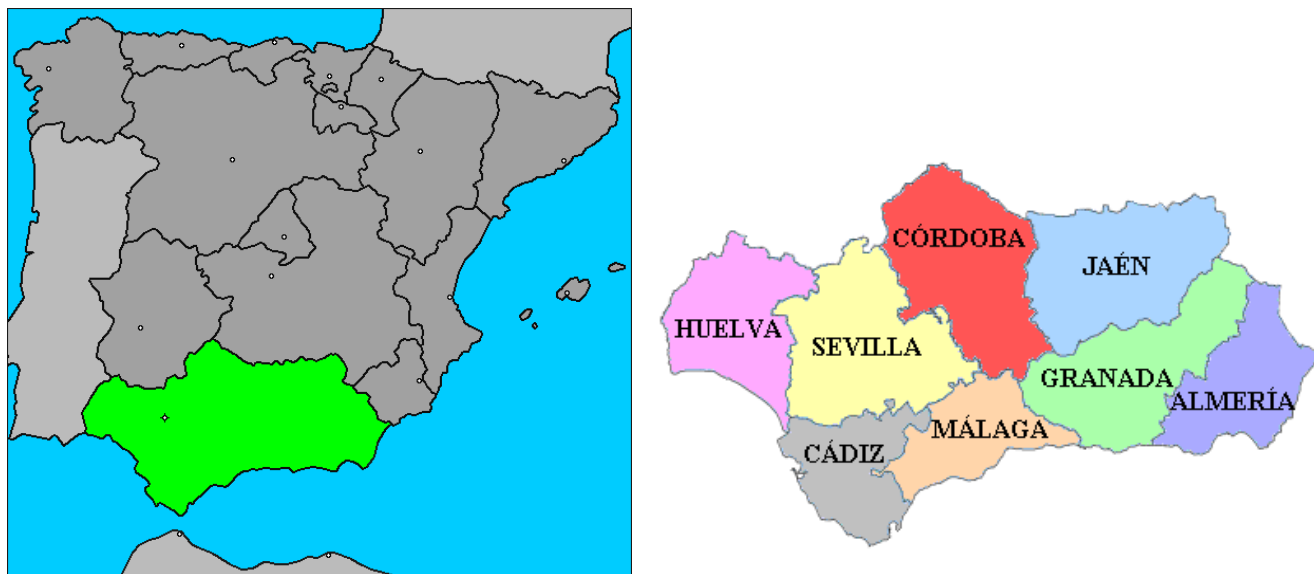 CÓRDOBA
JAÉN
HUELVA
SEVILLA
GRANADA
ALMERÍA
MÁLAGA
CÁDIZ